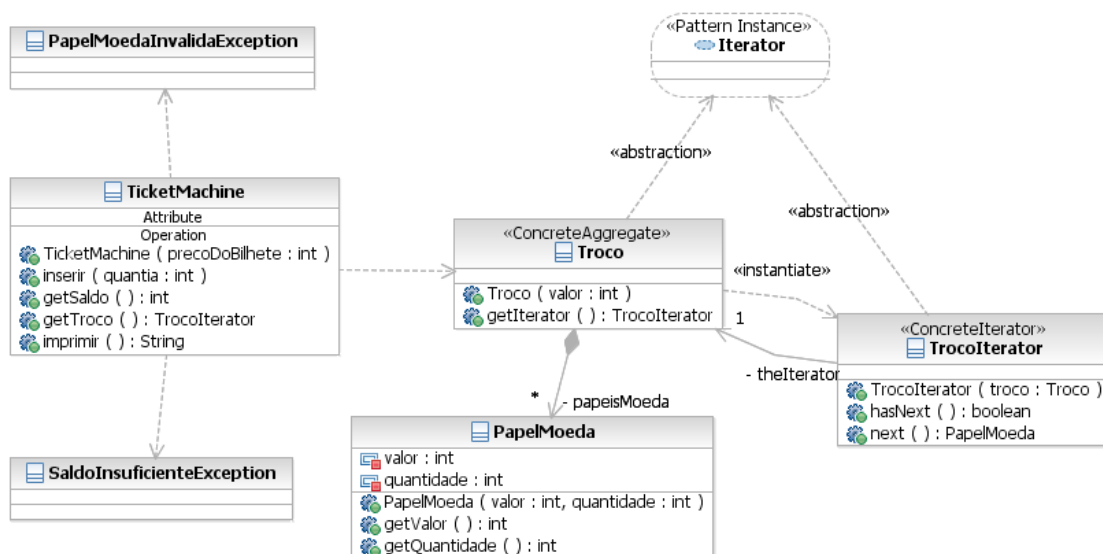 PapelMoedaInvalidaException
«Pattern Instance»
Iterator
«abstraction»
«abstraction»
TicketMachine
Attribute
Operation
TicketMachine ( precoDoBilhete : int )
inserir ( quantia : int )
getSaldo ( ) : int
getTroco ( ) : TrocoIterator
imprimir ( ) : String
«ConcreteAggregate»
Troco
Troco ( valor : int )
getIterator ( ) : TrocoIterator
«instantiate»
1
- theIterator
«ConcreteIterator»
TrocoIterator
TrocoIterator ( troco : Troco )
hasNext ( ) : boolean
next ( ) : PapelMoeda
*
- papeisMoeda
PapelMoeda
valor : int
quantidade : int
PapelMoeda ( valor : int, quantidade : int )
getValor ( ) : int
getQuantidade ( ) : int
SaldoInsuficienteException